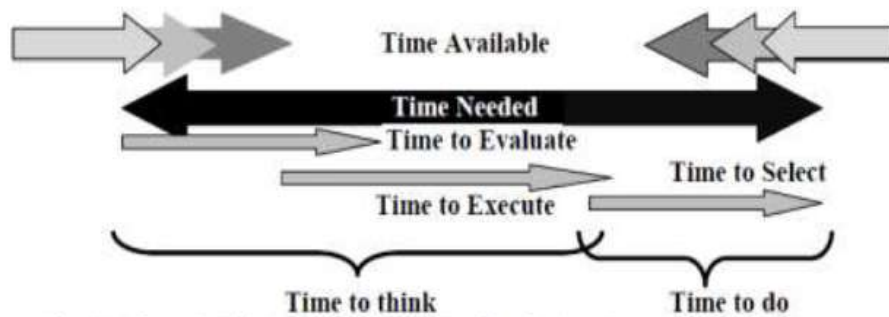 Time Available
Time Needed
Time to Evaluate
Time to Select
Time to Execute
Time to think
Time to do